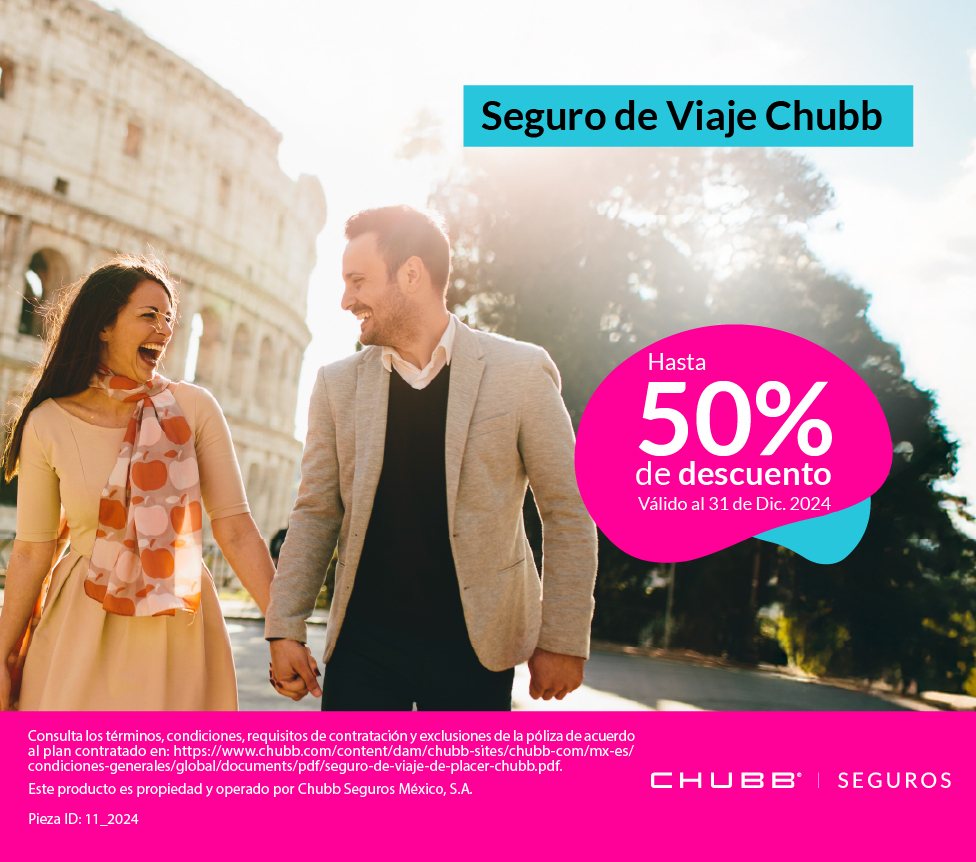 Seguro de Viaje Chubb
Hasta
50%
de descuento
Válido al 31 de Dic. 2024
Consulta los términos, condiciones, requisitos de contratación y exclusiones de la póliza de acuerdo
al plan contratado en: https://www.chubb.com/content/dam/chubb-sites/chubb-com/mx-es/
condiciones-generales/global/documents/pdf/seguro-de-viaje-de-placer-chubb.pdf.
Este producto es propiedad y operado por Chubb Seguros México, S.A.
Pieza ID: 11_2024
CHUBB® | SEGUROS